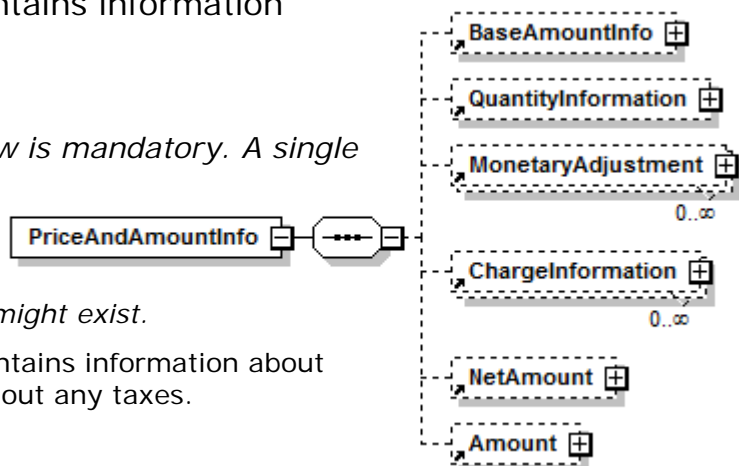 ntains information
BaseAmountInfo
QuantityInformation
w is mandatory. A single
MonetaryAdjustment
0..∞
PriceAndAmountInfo
ChargeInformation
0..∞
might exist.
ntains information about
out any taxes.
NetAmount
Amount